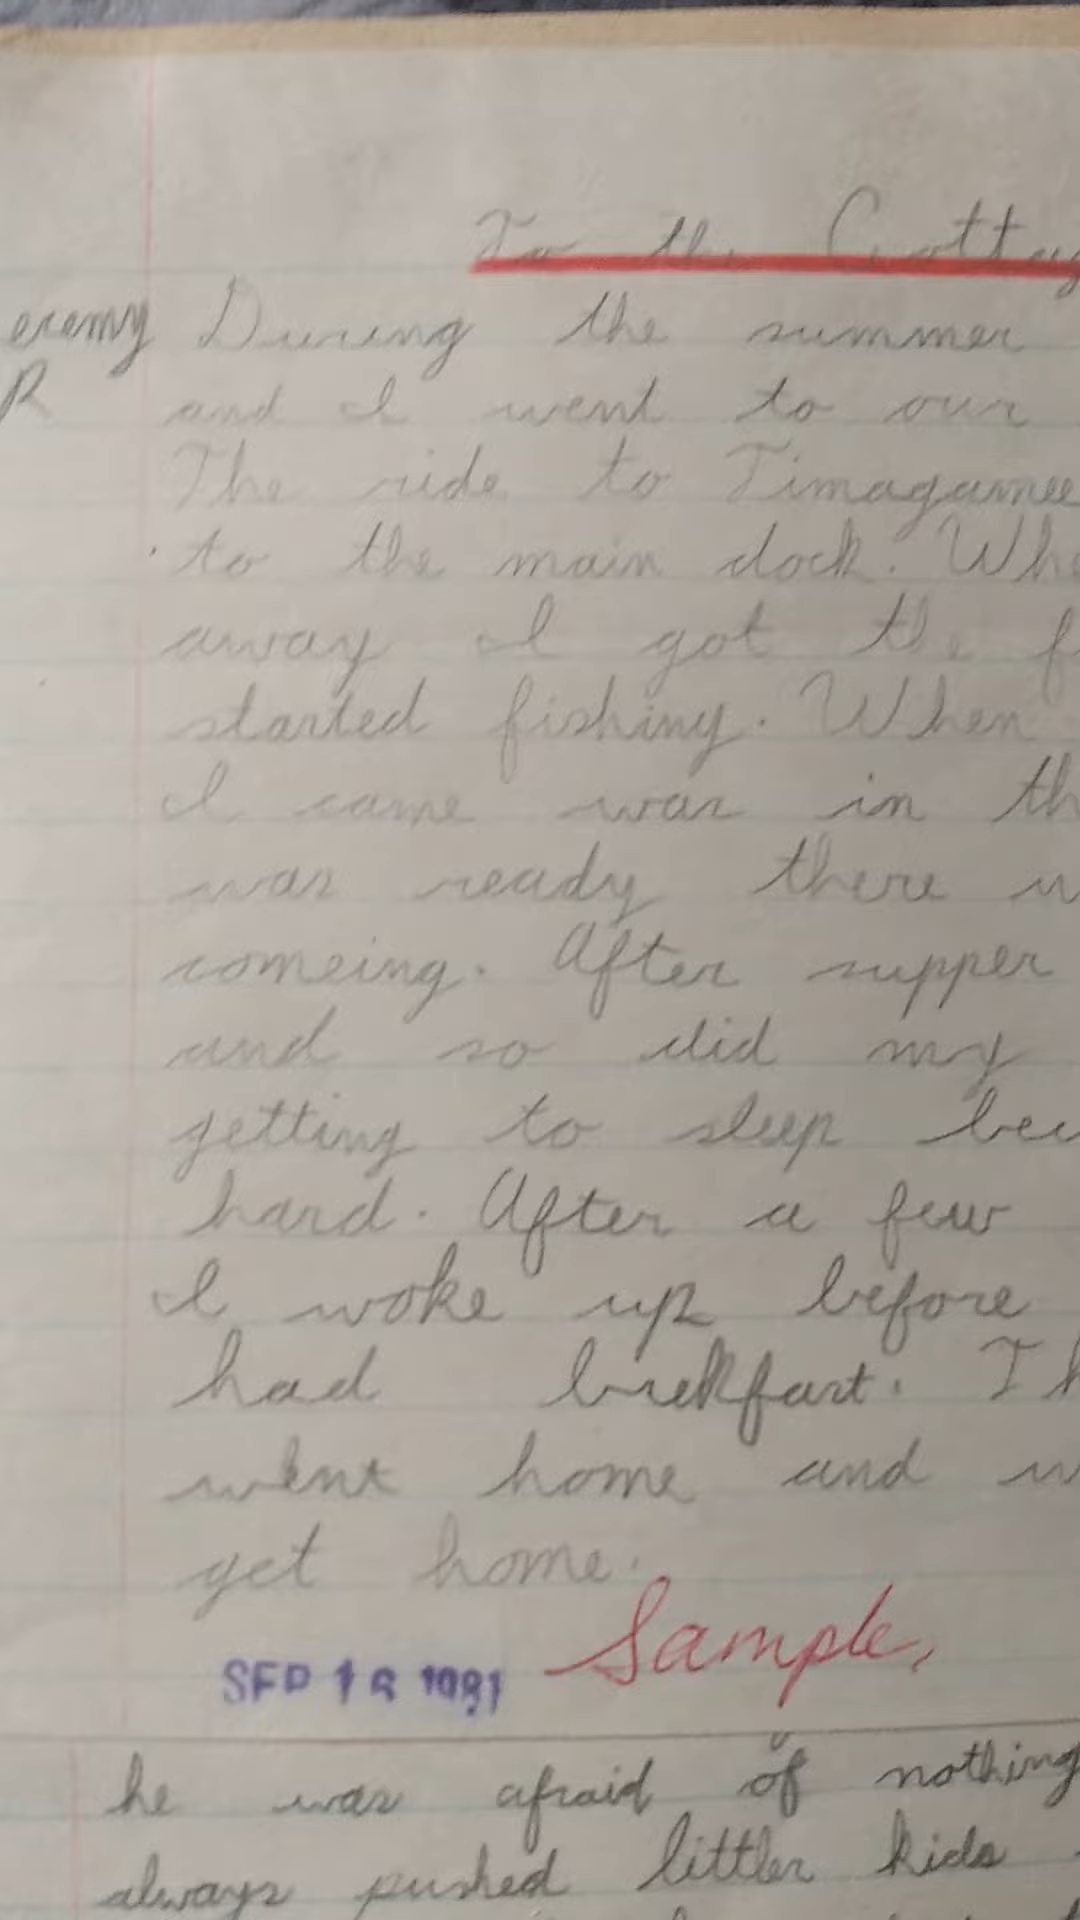 To the Cottag
eremy During the summer
R and I went to our
The ride to Timagamee
to the main dock. Whe
away I got the f
started fishing. When
I came was in th
was ready there w
comeing. After supper
and so did my
getting to sleep bec
hard. After a few
I woke up before
had brekfast. Th
went home and w
get home.
Sample,
SEP 16 1981
he was afraid of nothing
always pushed littler kids